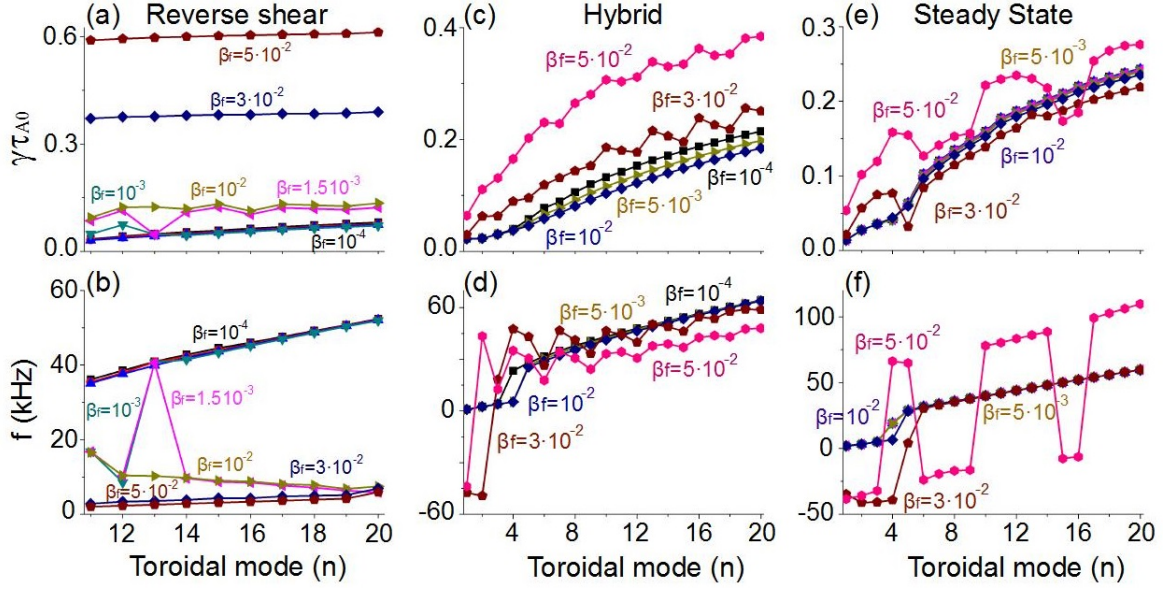 (a) Reverse shear
γτA0
0.6
0.3
0.0
βf=5·10-2
βf=3·10-2
βf=10-3
βf=10-2
βf=1.510-3
βf=10-4
(b)
f (kHz)
60
40
20
0
βf=10-4
βf=10-3
βf=1.510-3
βf=10-2
βf=3·10-2
βf=5·10-2
12 14 16 18 20
Toroidal mode (n)
(c) Hybrid
0.4
0.2
0.0
βf=5·10-2
βf=3·10-2
βf=10-4
βf=5·10-3
βf=10-2
(d)
60
0
-60
βf=5·10-3
βf=10-4
βf=5·10-2
βf=10-2
βf=3·10-2
4 8 12 16 20
Toroidal mode (n)
(e) Steady State
0.3
0.2
0.1
0.0
βf=5·10-3
βf=5·10-2
βf=10-2
βf=3·10-2
(f)
100
50
0
-50
βf=5·10-2
βf=10-2
βf=5·10-3
βf=3·10-2
4 8 12 16 20
Toroidal mode (n)